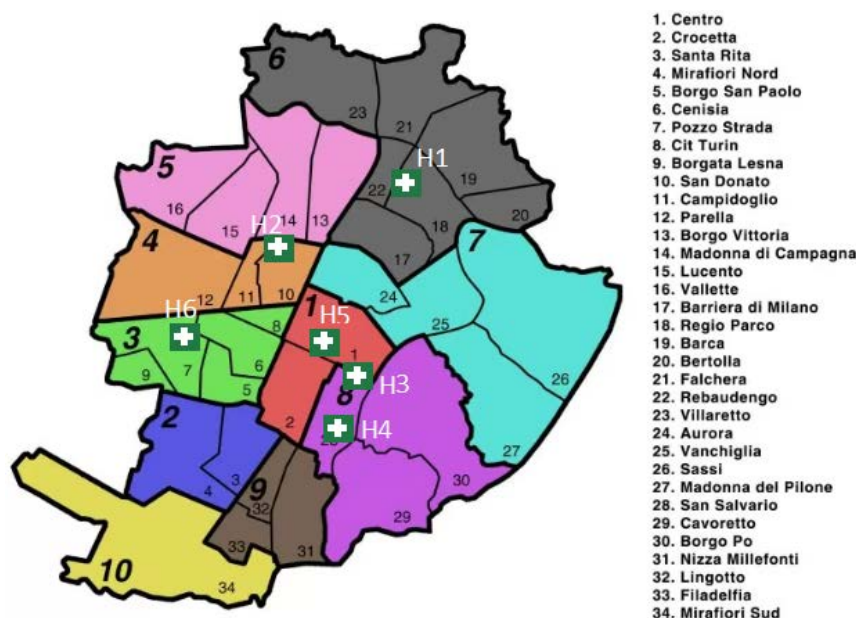 6
23
21
H1
5
22
19
16
H2
14
13
18
20
15
4
17
7
12
11
10
24
H6
1
H5
25
3
8
1
9
7
6
5
H3
26
8
2
2
H4
27
3
4
9
30
32
29
33
31
10
34
1. Centro
2. Crocetta
3. Santa Rita
4. Mirafiori Nord
5. Borgo San Paolo
6. Cenisia
7. Pozzo Strada
8. Cit Turin
9. Borgata Lesna
10. San Donato
11. Campidoglio
12. Parella
13. Borgo Vittoria
14. Madonna di Campagna
15. Lucento
16. Vallette
17. Barriera di Milano
18. Regio Parco
19. Barca
20. Bertolla
21. Falchera
22. Rebaudengo
23. Villaretto
24. Aurora
25. Vanchiglia
26. Sassi
27. Madonna del Pilone
28. San Salvario
29. Cavoretto
30. Borgo Po
31. Nizza Millefonti
32. Lingotto
33. Filadelfia
34. Mirafiori Sud